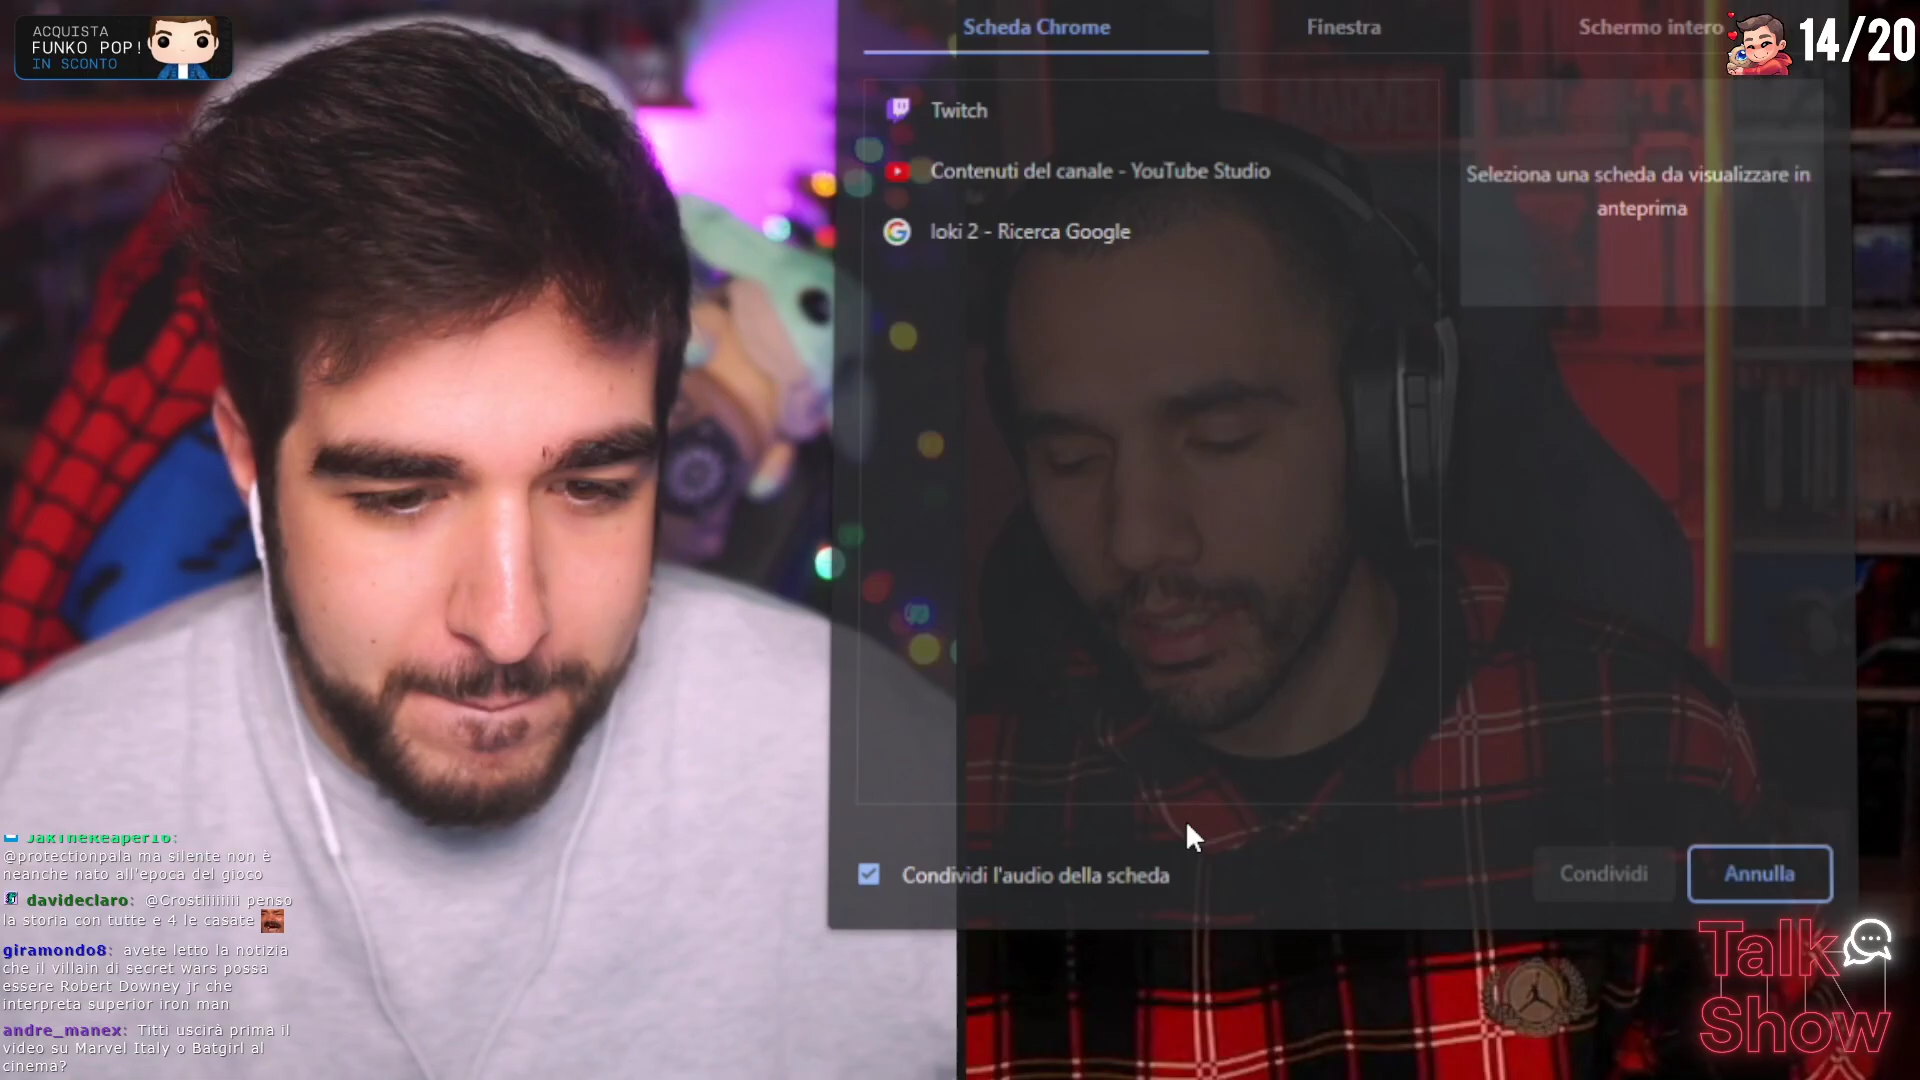 ACQUISTA
FUNKO POP!
IN SCONTO
Scheda Chrome
Finestra
Schermo intero
14/20
Twitch
Contenuti del canale - YouTube Studio
loki 2 - Ricerca Google
Seleziona una scheda da visualizzare in
anteprima
Condividi l'audio della scheda
Condividi
Annulla
JakTheReaper16:
@protectionpala ma silente non è
neanche nato all'epoca del gioco
davideclaro: @Crostiiiiiii penso
la storia con tutte e 4 le casate
giramondo8: avete letto la notizia
che il villain di secret wars possa
essere Robert Downey jr che
interpreta superior iron man
andre_manex: Titti uscirà prima il
video su Marvel Italy o Batgirl al
cinema?
Talk
Show